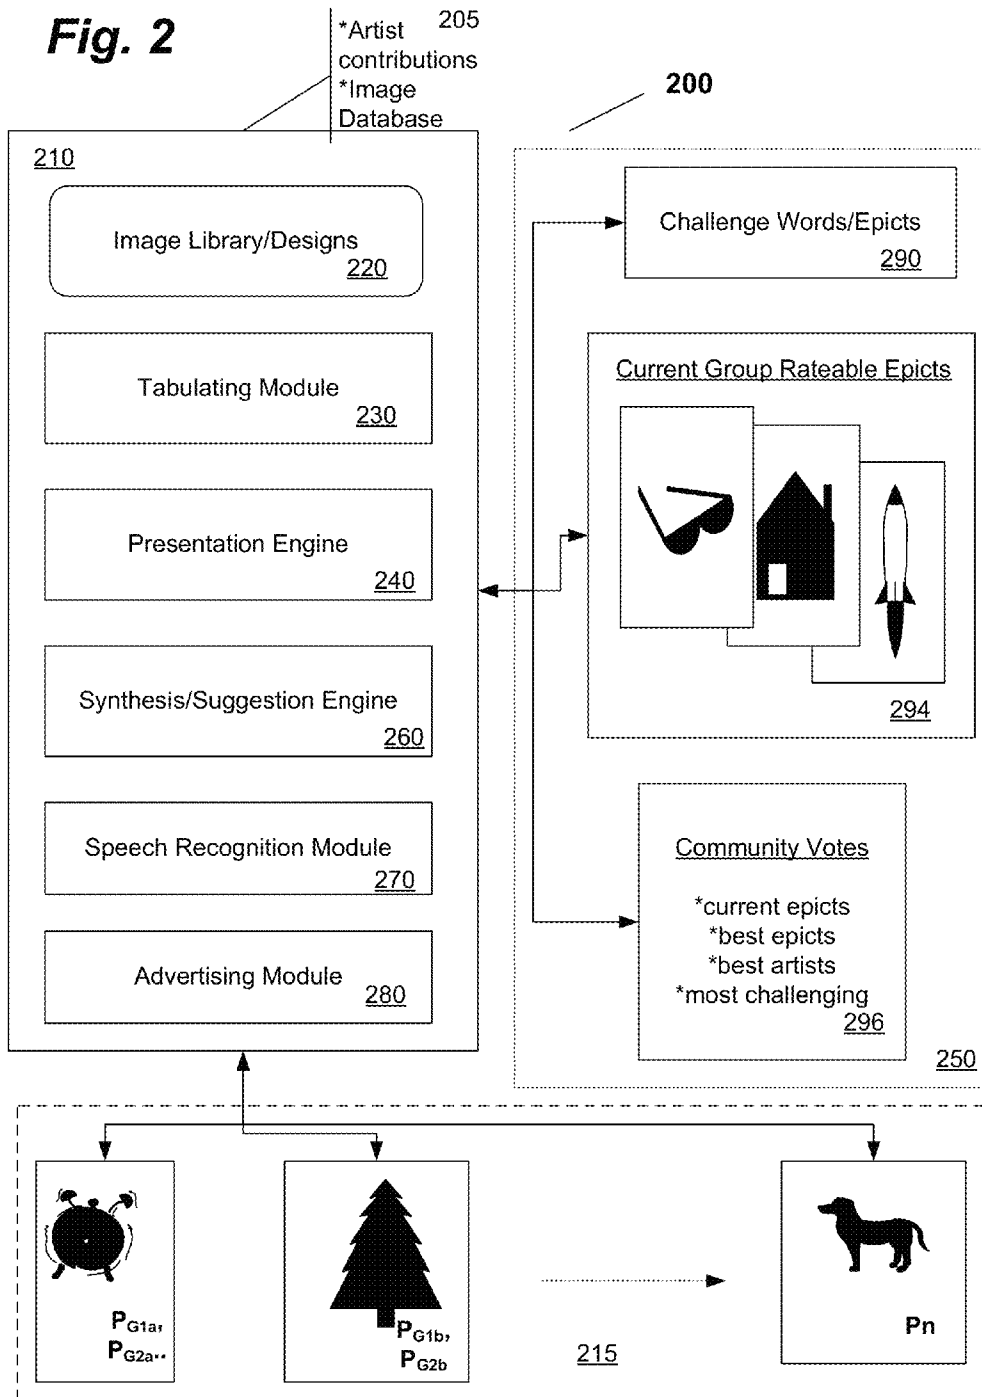 Fig. 2
205
*Artist
contributions
*Image
Database
200
210
Image Library/Designs
220
Tabulating Module
230
Presentation Engine
240
Synthesis/Suggestion Engine
260
Speech Recognition Module
270
Advertising Module
280
Challenge Words/Epicts
290
Current Group Rateable Epicts
294
Community Votes
*current epicts
*best epicts
*best artists
*most challenging
296
250
PG1a,
PG2a..
PG1b,
PG2b
215
Pn